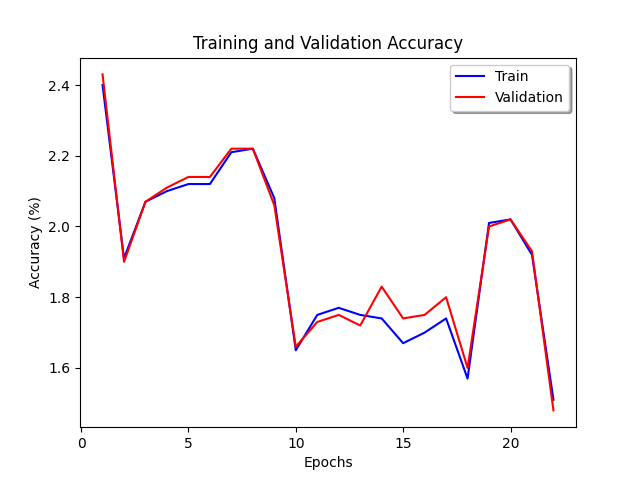 Training and Validation Accuracy
Train
Validation
Accuracy (%)
2.4
2.2
2.0
1.8
1.6
0 5 10 15 20
Epochs